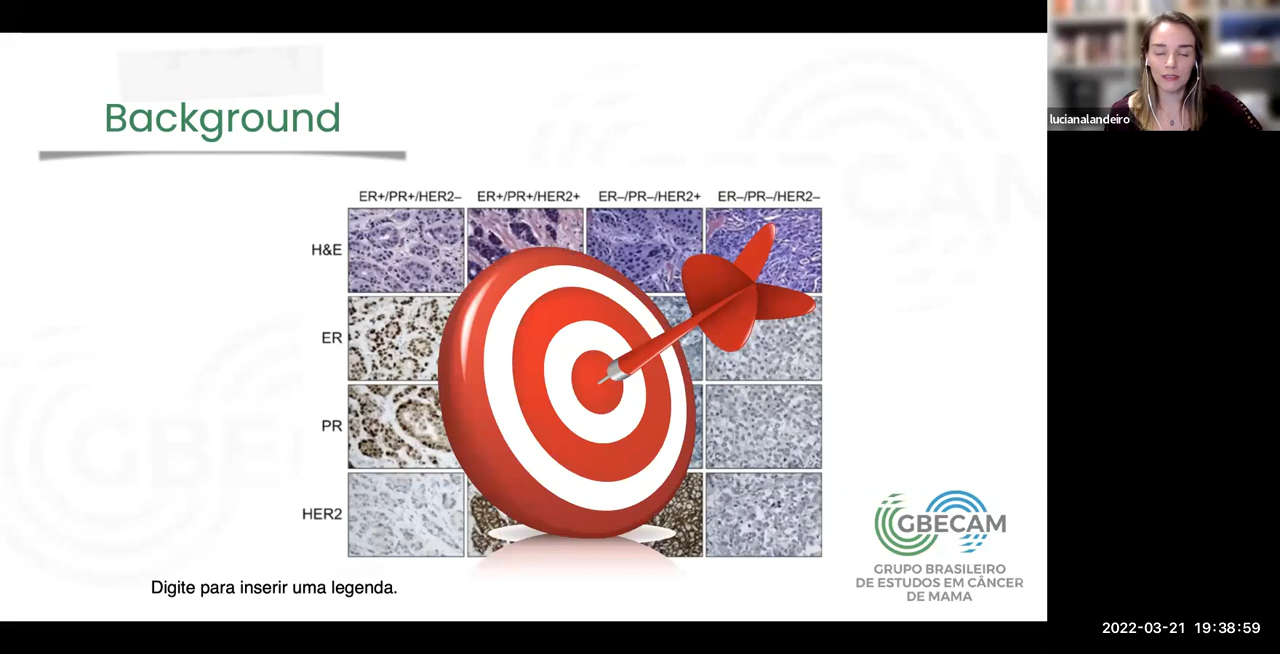 Background
ER+/PR+/HER2– ER+/PR+/HER2+ ER–/PR–/HER2+ ER–/PR–/HER2–
H&E
ER
PR
HER2
Digite para inserir uma legenda.
GBECAM
GRUPO BRASILEIRO
DE ESTUDOS EM CÂNCER
DE MAMA
lucianalandeiro
2022-03-21 19:38:59